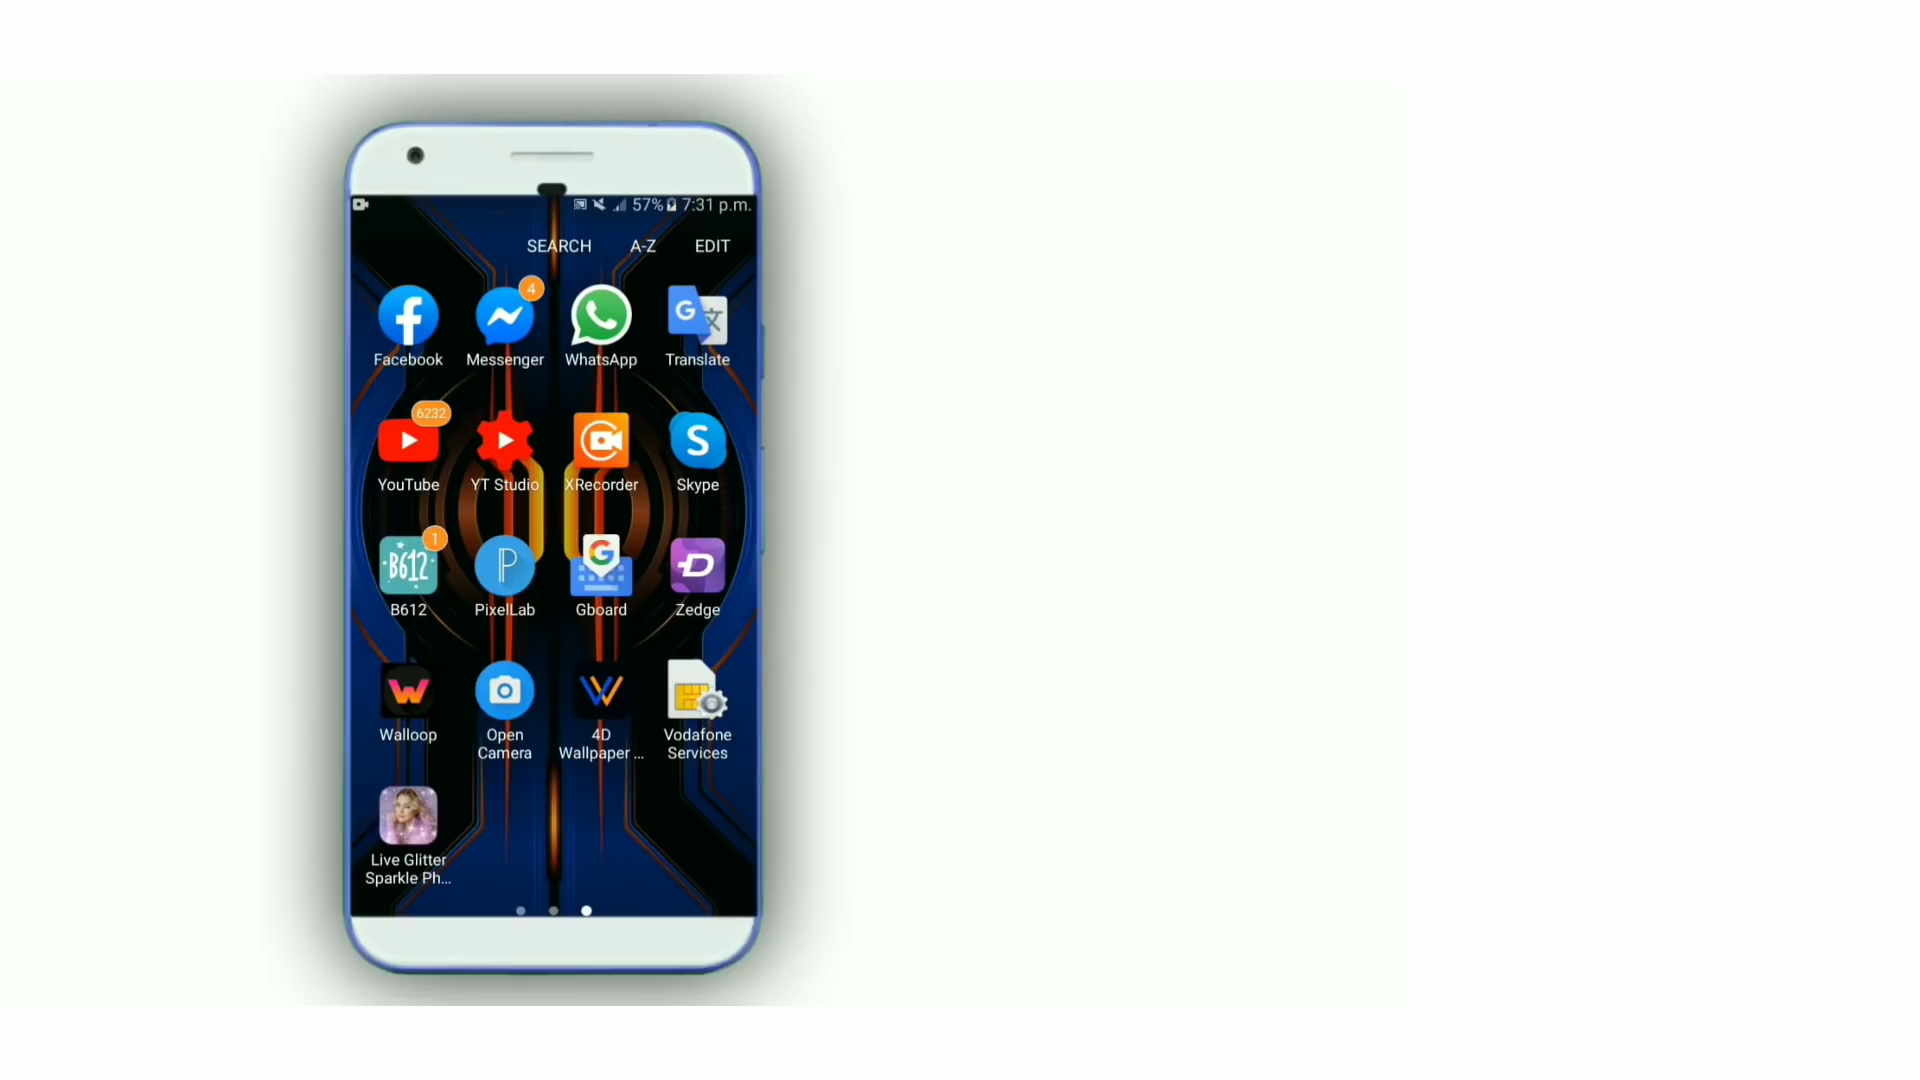 57% 7:31 p.m.
SEARCH A-Z EDIT
4
Facebook Messenger WhatsApp Translate
6232
YouTube YT Studio XRecorder Skype
1
B612
B612 PixelLab Gboard Zedge
Walloop Open Camera 4D Wallpaper ... Vodafone Services
Live Glitter
Sparkle Ph...